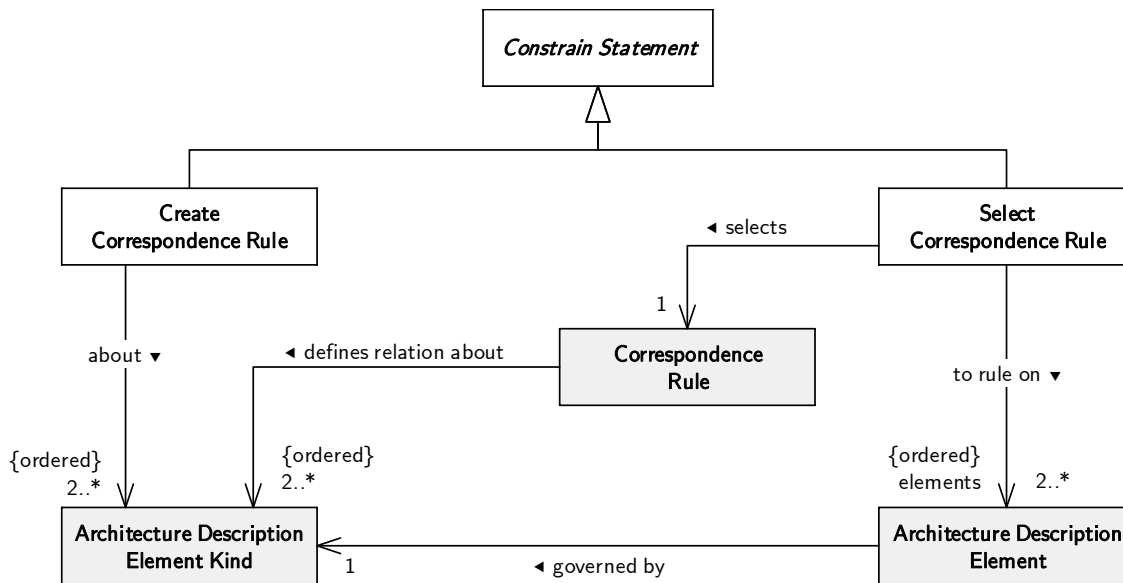 Constrain Statement
Create
Correspondence Rule
Select
Correspondence Rule
◄ selects
1
about ▼
◄ defines relation about
Correspondence
Rule
to rule on ▼
{ordered}
2..*
{ordered}
2..*
{ordered}
elements
2..*
Architecture Description
Element Kind
1
◄ governed by
Architecture Description
Element